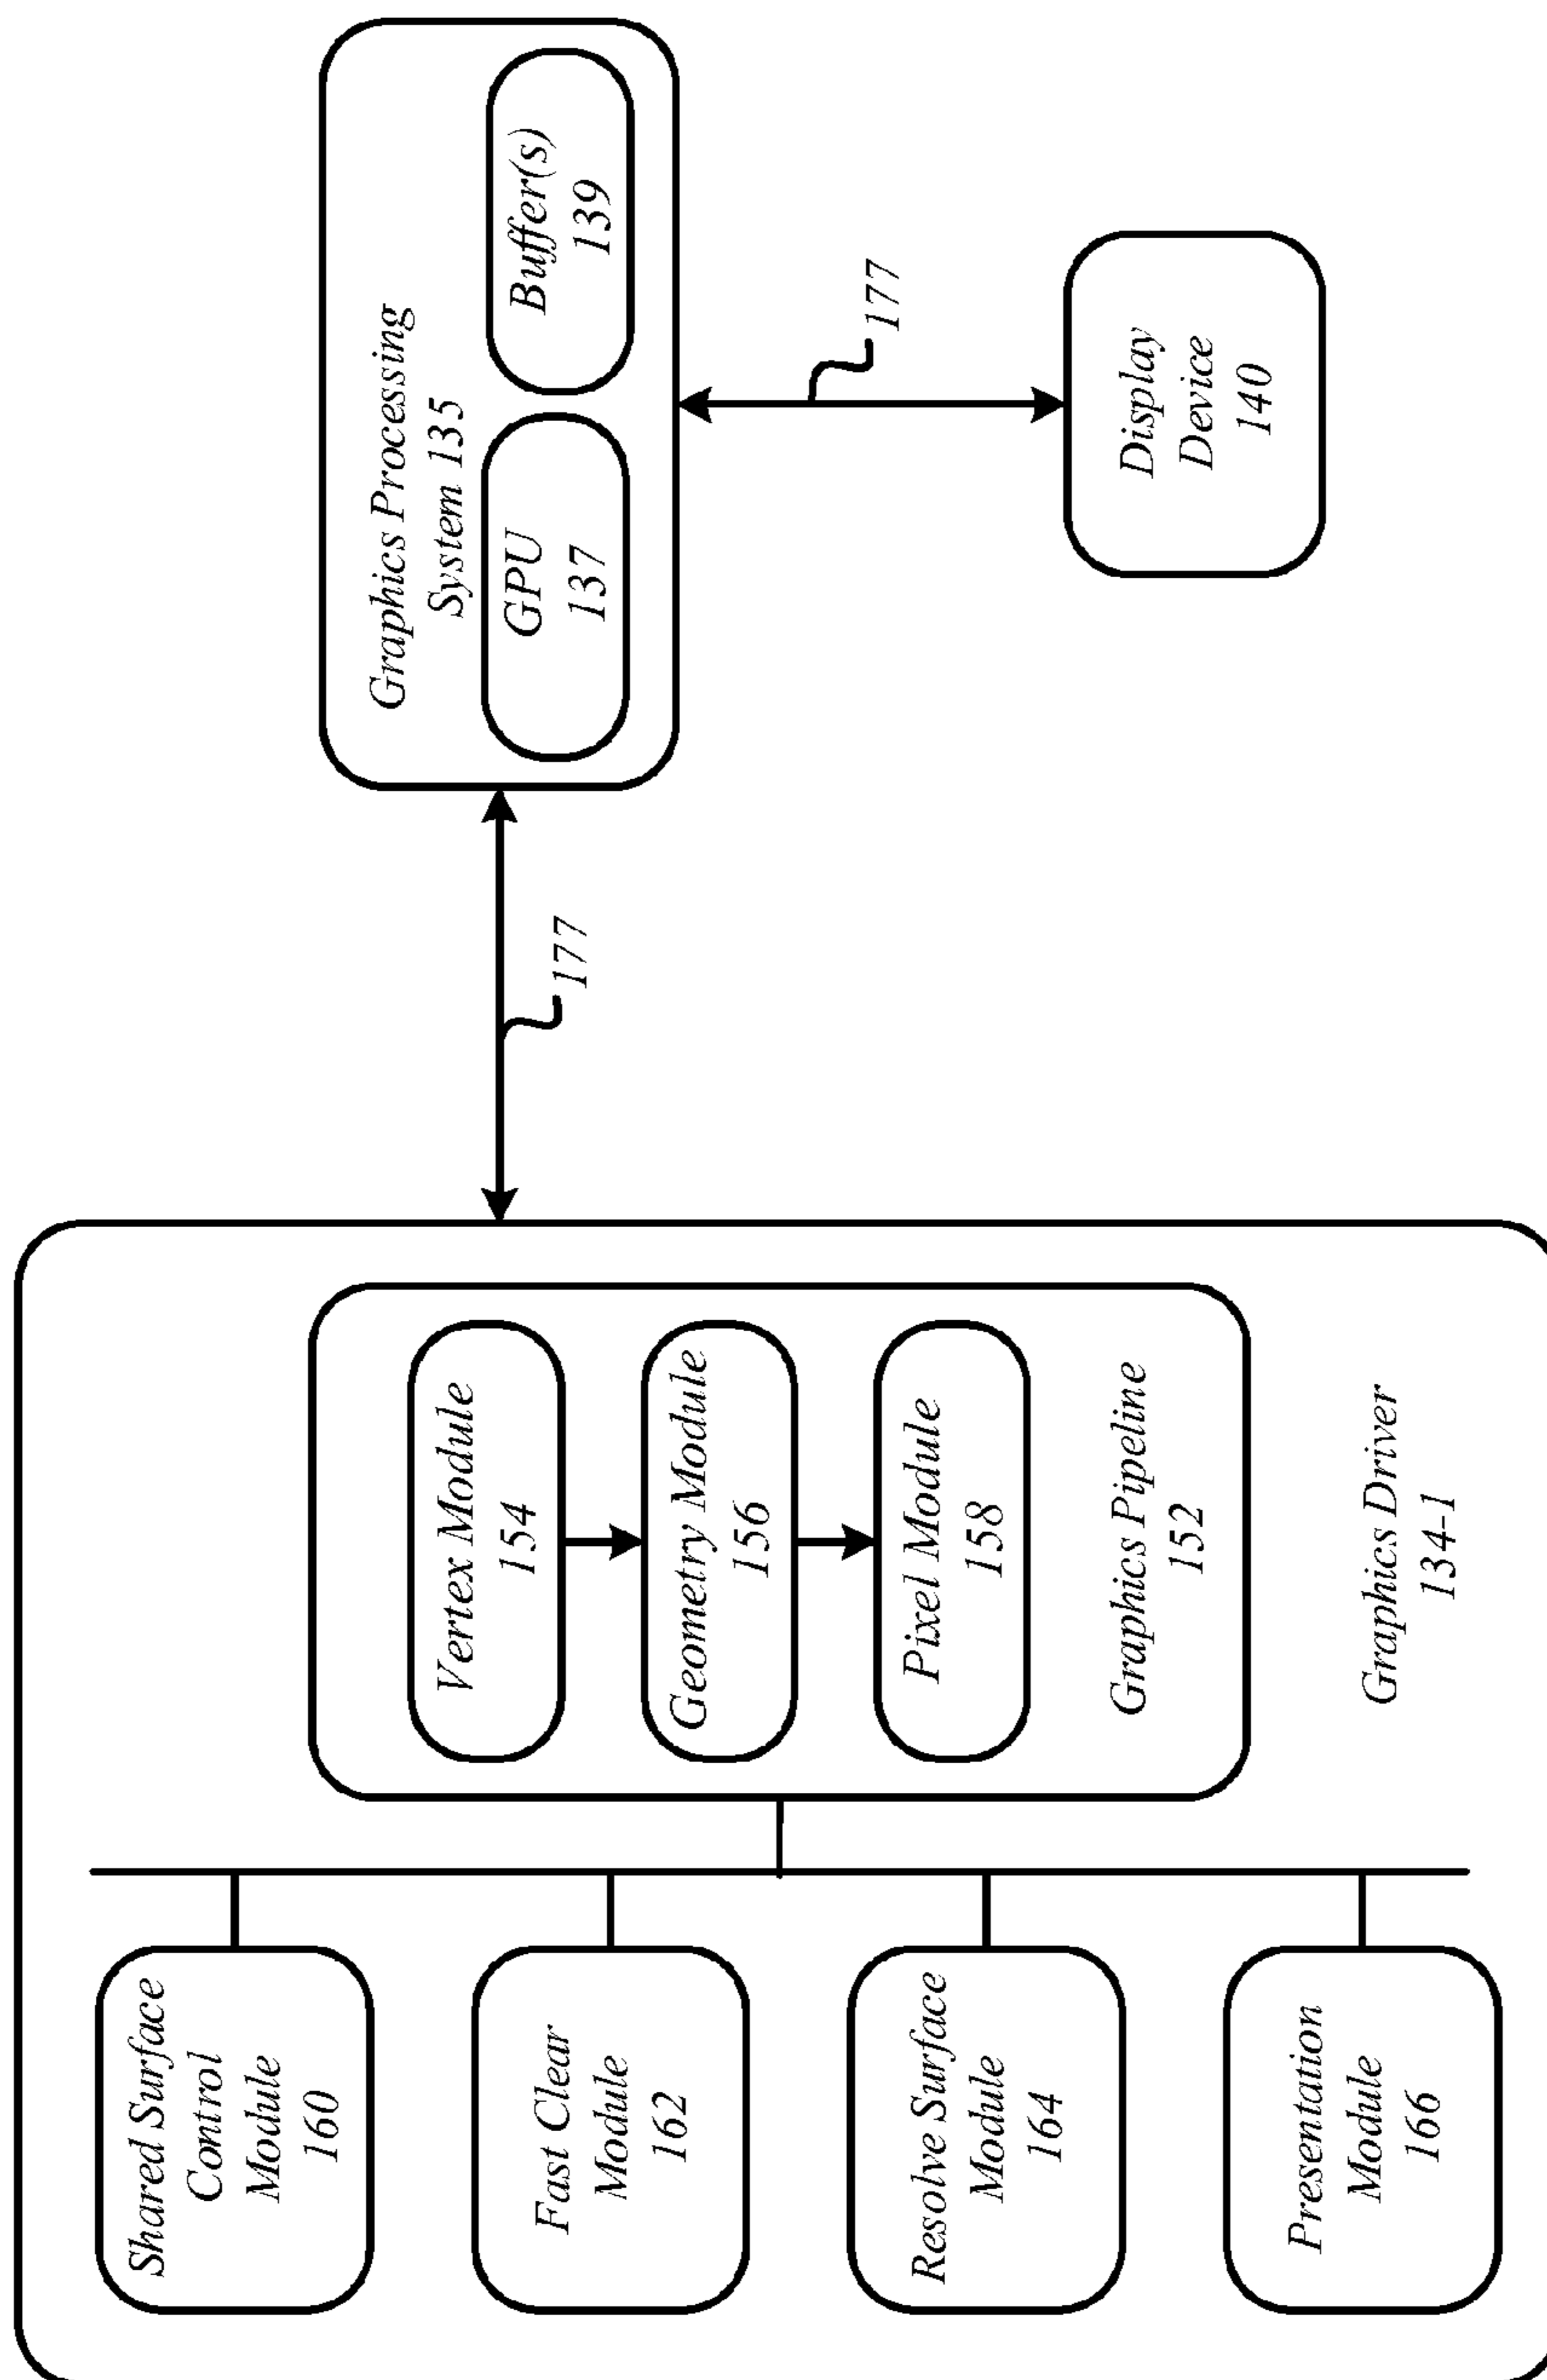 Shared Surface
Control
Module
160
Fast Clear
Module
162
Resolve Surface
Module
164
Presentation
Module
166
Vertex Module
154
Geometry Module
156
Pixel Module
158
Graphics Pipeline
152
Graphics Driver
134-1
177
Graphics Processing
System 135
GPU
137
Buffer(s)
139
177
Display
Device
140